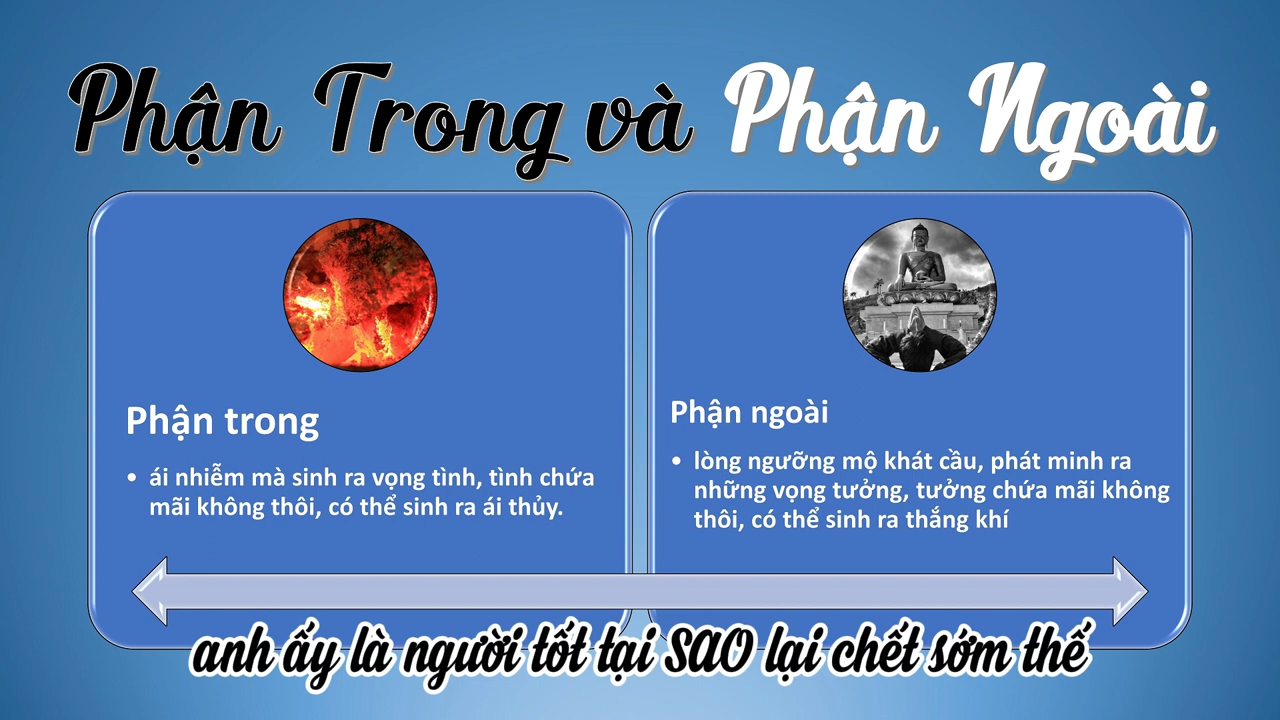 Phận Trong và Phận Ngoài
Phận trong
• ái nhiễm mà sinh ra vọng tình, tình chứa
mãi không thôi, có thể sinh ra ái thủy.
Phận ngoài
• lòng ngưỡng mộ khát cầu, phát minh ra
những vọng tưởng, tưởng chứa mãi không
thôi, có thể sinh ra thắng khí
anh ấy là người tốt tại SAO lại chết sớm thế